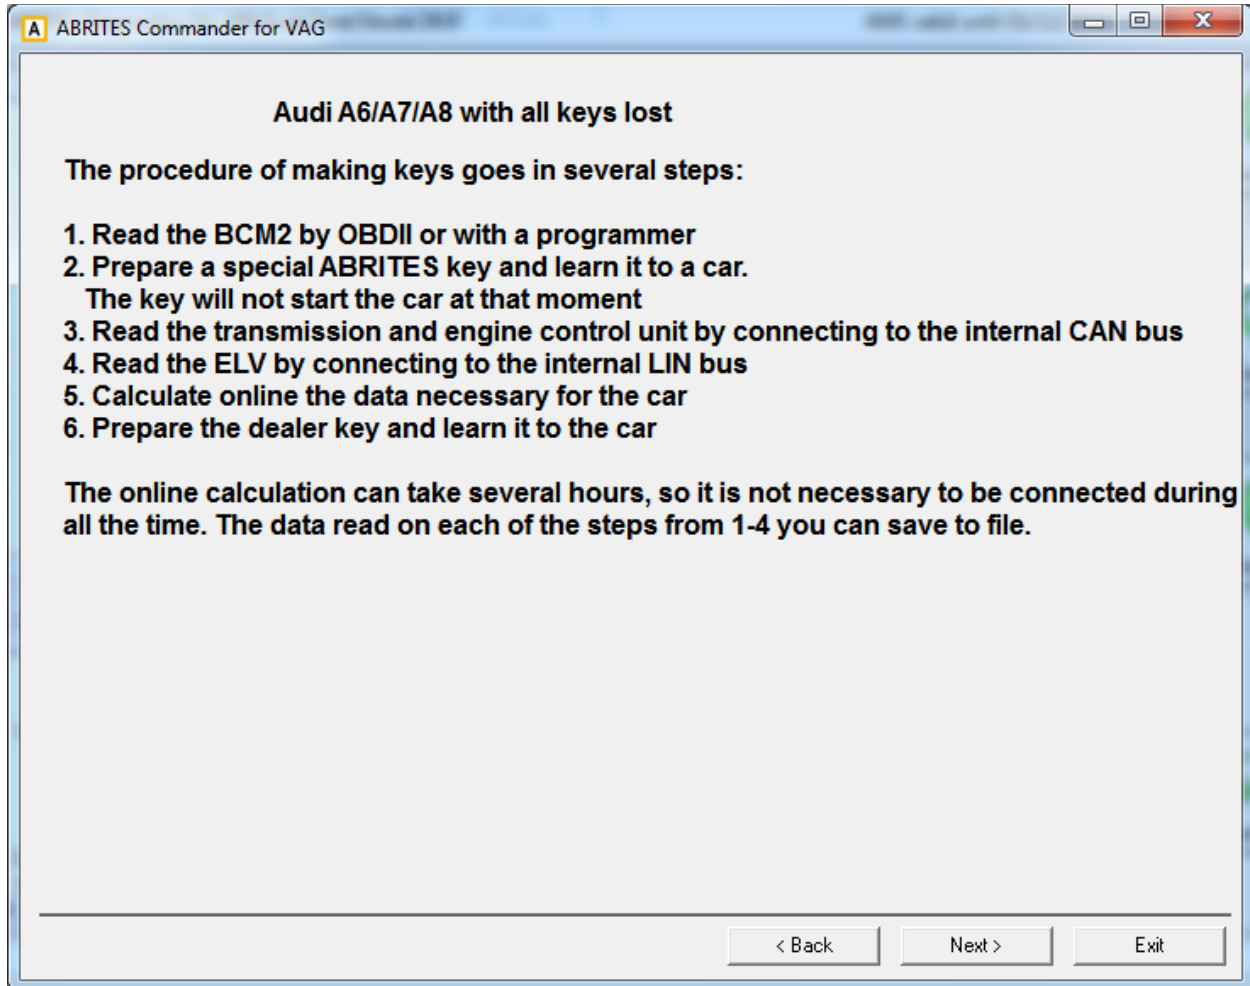 A ABRITES Commander for VAG
Audi A6/A7/A8 with all keys lost
The procedure of making keys goes in several steps:
1. Read the BCM2 by OBDII or with a programmer
2. Prepare a special ABRITES key and learn it to a car.
The key will not start the car at that moment
3. Read the transmission and engine control unit by connecting to the internal CAN bus
4. Read the ELV by connecting to the internal LIN bus
5. Calculate online the data necessary for the car
6. Prepare the dealer key and learn it to the car
The online calculation can take several hours, so it is not necessary to be connected during
all the time. The data read on each of the steps from 1-4 you can save to file.
< Back Next > Exit